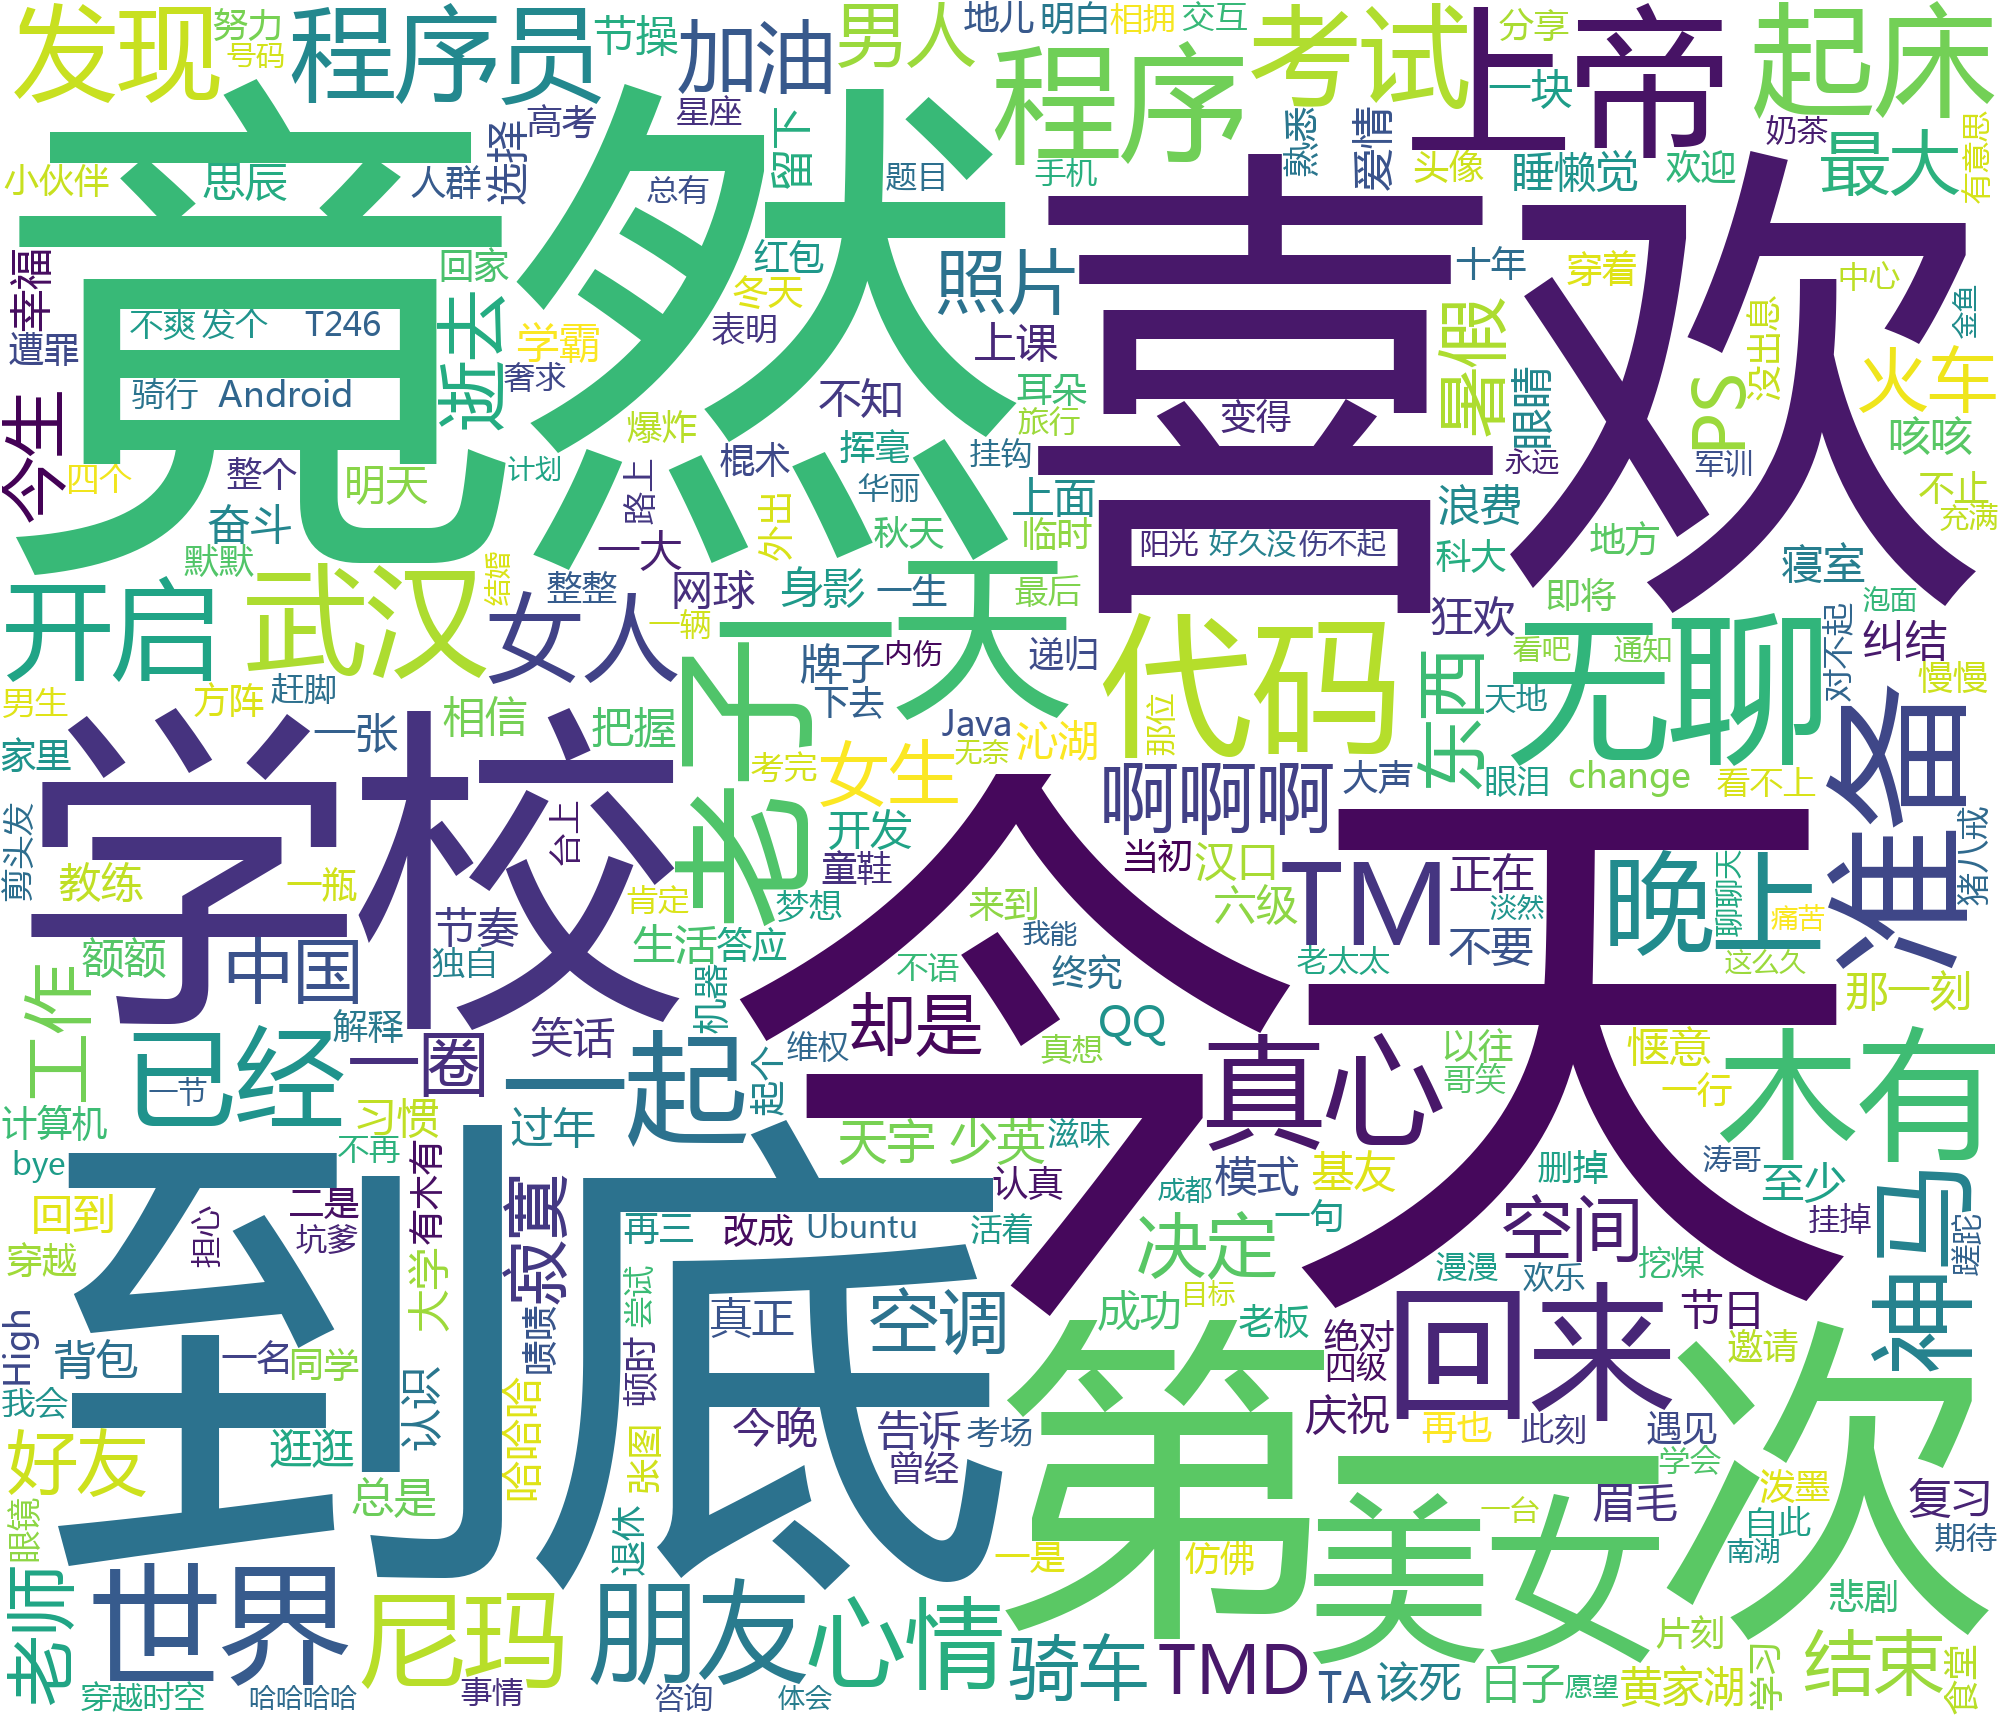 发现
努力
号码
程序员
节操
加油
男人
地儿
明白
相拥
交互
程序
考试
上帝
分享
一块
起床
竟然
喜欢
小伙伴
思辰
人群
选择
高考
星座
总有
留下
题目
手机
熟悉
爱情
头像
睡懒觉
欢迎
奶茶
最大
有意思
幸福
遭罪
回家
不爽
发个
T246
骑行
Android
逝去
学霸
奢求
红包
冬天
表明
照片
上课
不知
耳朵
旅行
爆炸
棍术
挥毫
华丽
挂钩
变得
十年
穿着
中心
金鱼
暑假
眼睛
PS
没出息
火车
咳咳
永远
军训
不止
充满
今生
四个
整个
明天
计划
奋斗
默默
路上
外出
一大
秋天
上面
临时
阳光
好久没
伤不起
浪费
科大
地方
寝室
泡面
开启
武汉
结婚
整整
女人
网球
一辆
身影
一生
一天
最后
狂欢
即将
看吧
通知
对不起
纠结
慢慢
男生
方阵
赶脚
一张
相信
把握
老子
牌子
内伤
下去
递归
Java
无奈
沁湖
代码
那位
东西
天地
无聊
家里
学校
考完
女生
开发
童鞋
啊啊啊
大声
眼泪
change
看不上
准备
剪头发
教练
一瓶
台上
肯定
梦想
今天
当初
汉口
六级
TM
正在
淡然
晚上
聊聊天
痛苦
猪八戒
额额
中国
节奏
独自
生活
答应
来到
我能
不语
终究
老太太
不要
这么久
那一刻
工作
已经
一节
解释
一圈
笑话
机器
维权
却是
真想
QQ
真心
以往
哥笑
惬意
一行
木有
计算机
习惯
不再
过年
一起
起个
天宇
少英
滋味
bye
到底
回到
穿越
担心
二是
坑爹
有木有
寂寞
再三
改成
Ubuntu
认真
活着
成都
模式
基友
一句
删掉
涛哥
至少
挂掉
神马
蹉跎
决定
空间
漫漫
欢乐
挖煤
High
背包
一名
同学
大学
认识
啧啧
尝试
顿时
真正
空调
成功
目标
老板
绝对
四级
回来
节日
邀请
我会
好友
逛逛
总是
哈哈哈
张图
今晚
告诉
曾经
考场
第一次
庆祝
再也
此刻
遇见
学会
眼镜
退休
一是
仿佛
美女
一台
眉毛
泼墨
自此
南湖
复习
期待
悲剧
老师
世界
尼玛
朋友
心情
骑车
TMD
TA
该死
日子
愿望
片刻
黄家湖
学习
结束
食堂
穿越时空
哈哈哈哈
事情
咨询
体会